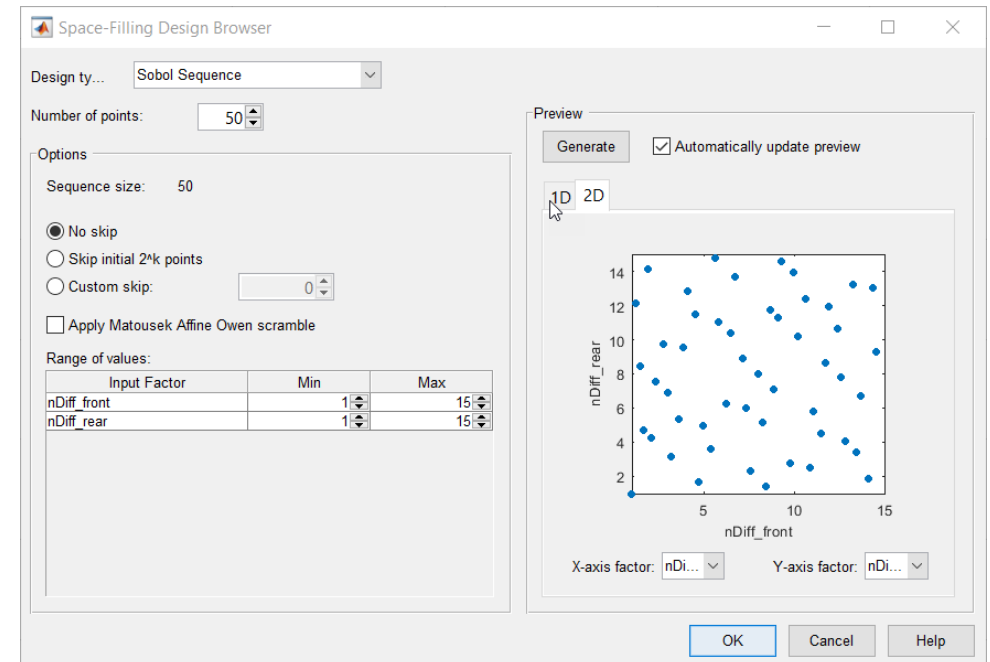 Space-Filling Design Browser
Design ty... Sobol Sequence
Number of points: 50
Options
Sequence size: 50
No skip
Skip initial 2^k points
Custom skip: 0
Apply Matousek Affine Owen scramble
Range of values:
Input Factor Min Max
nDiff_front 1 15
nDiff_rear 1 15
Preview
Generate Automatically update preview
1D 2D
14
12
10
8
6
4
2
nDiff_rear
5 10 15
nDiff_front
X-axis factor: nDi... Y-axis factor: nDi...
OK Cancel Help